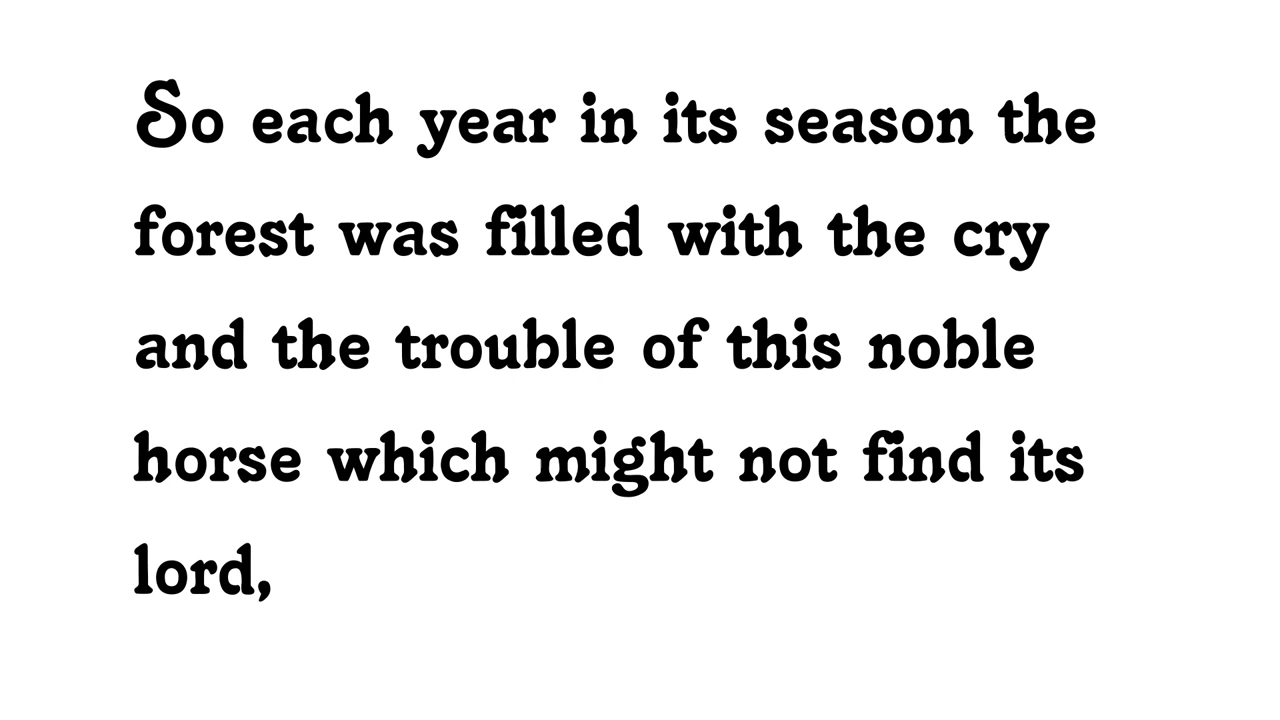 So each year in its season the
forest was filled with the cry
and the trouble of this noble
horse which might not find its
lord,